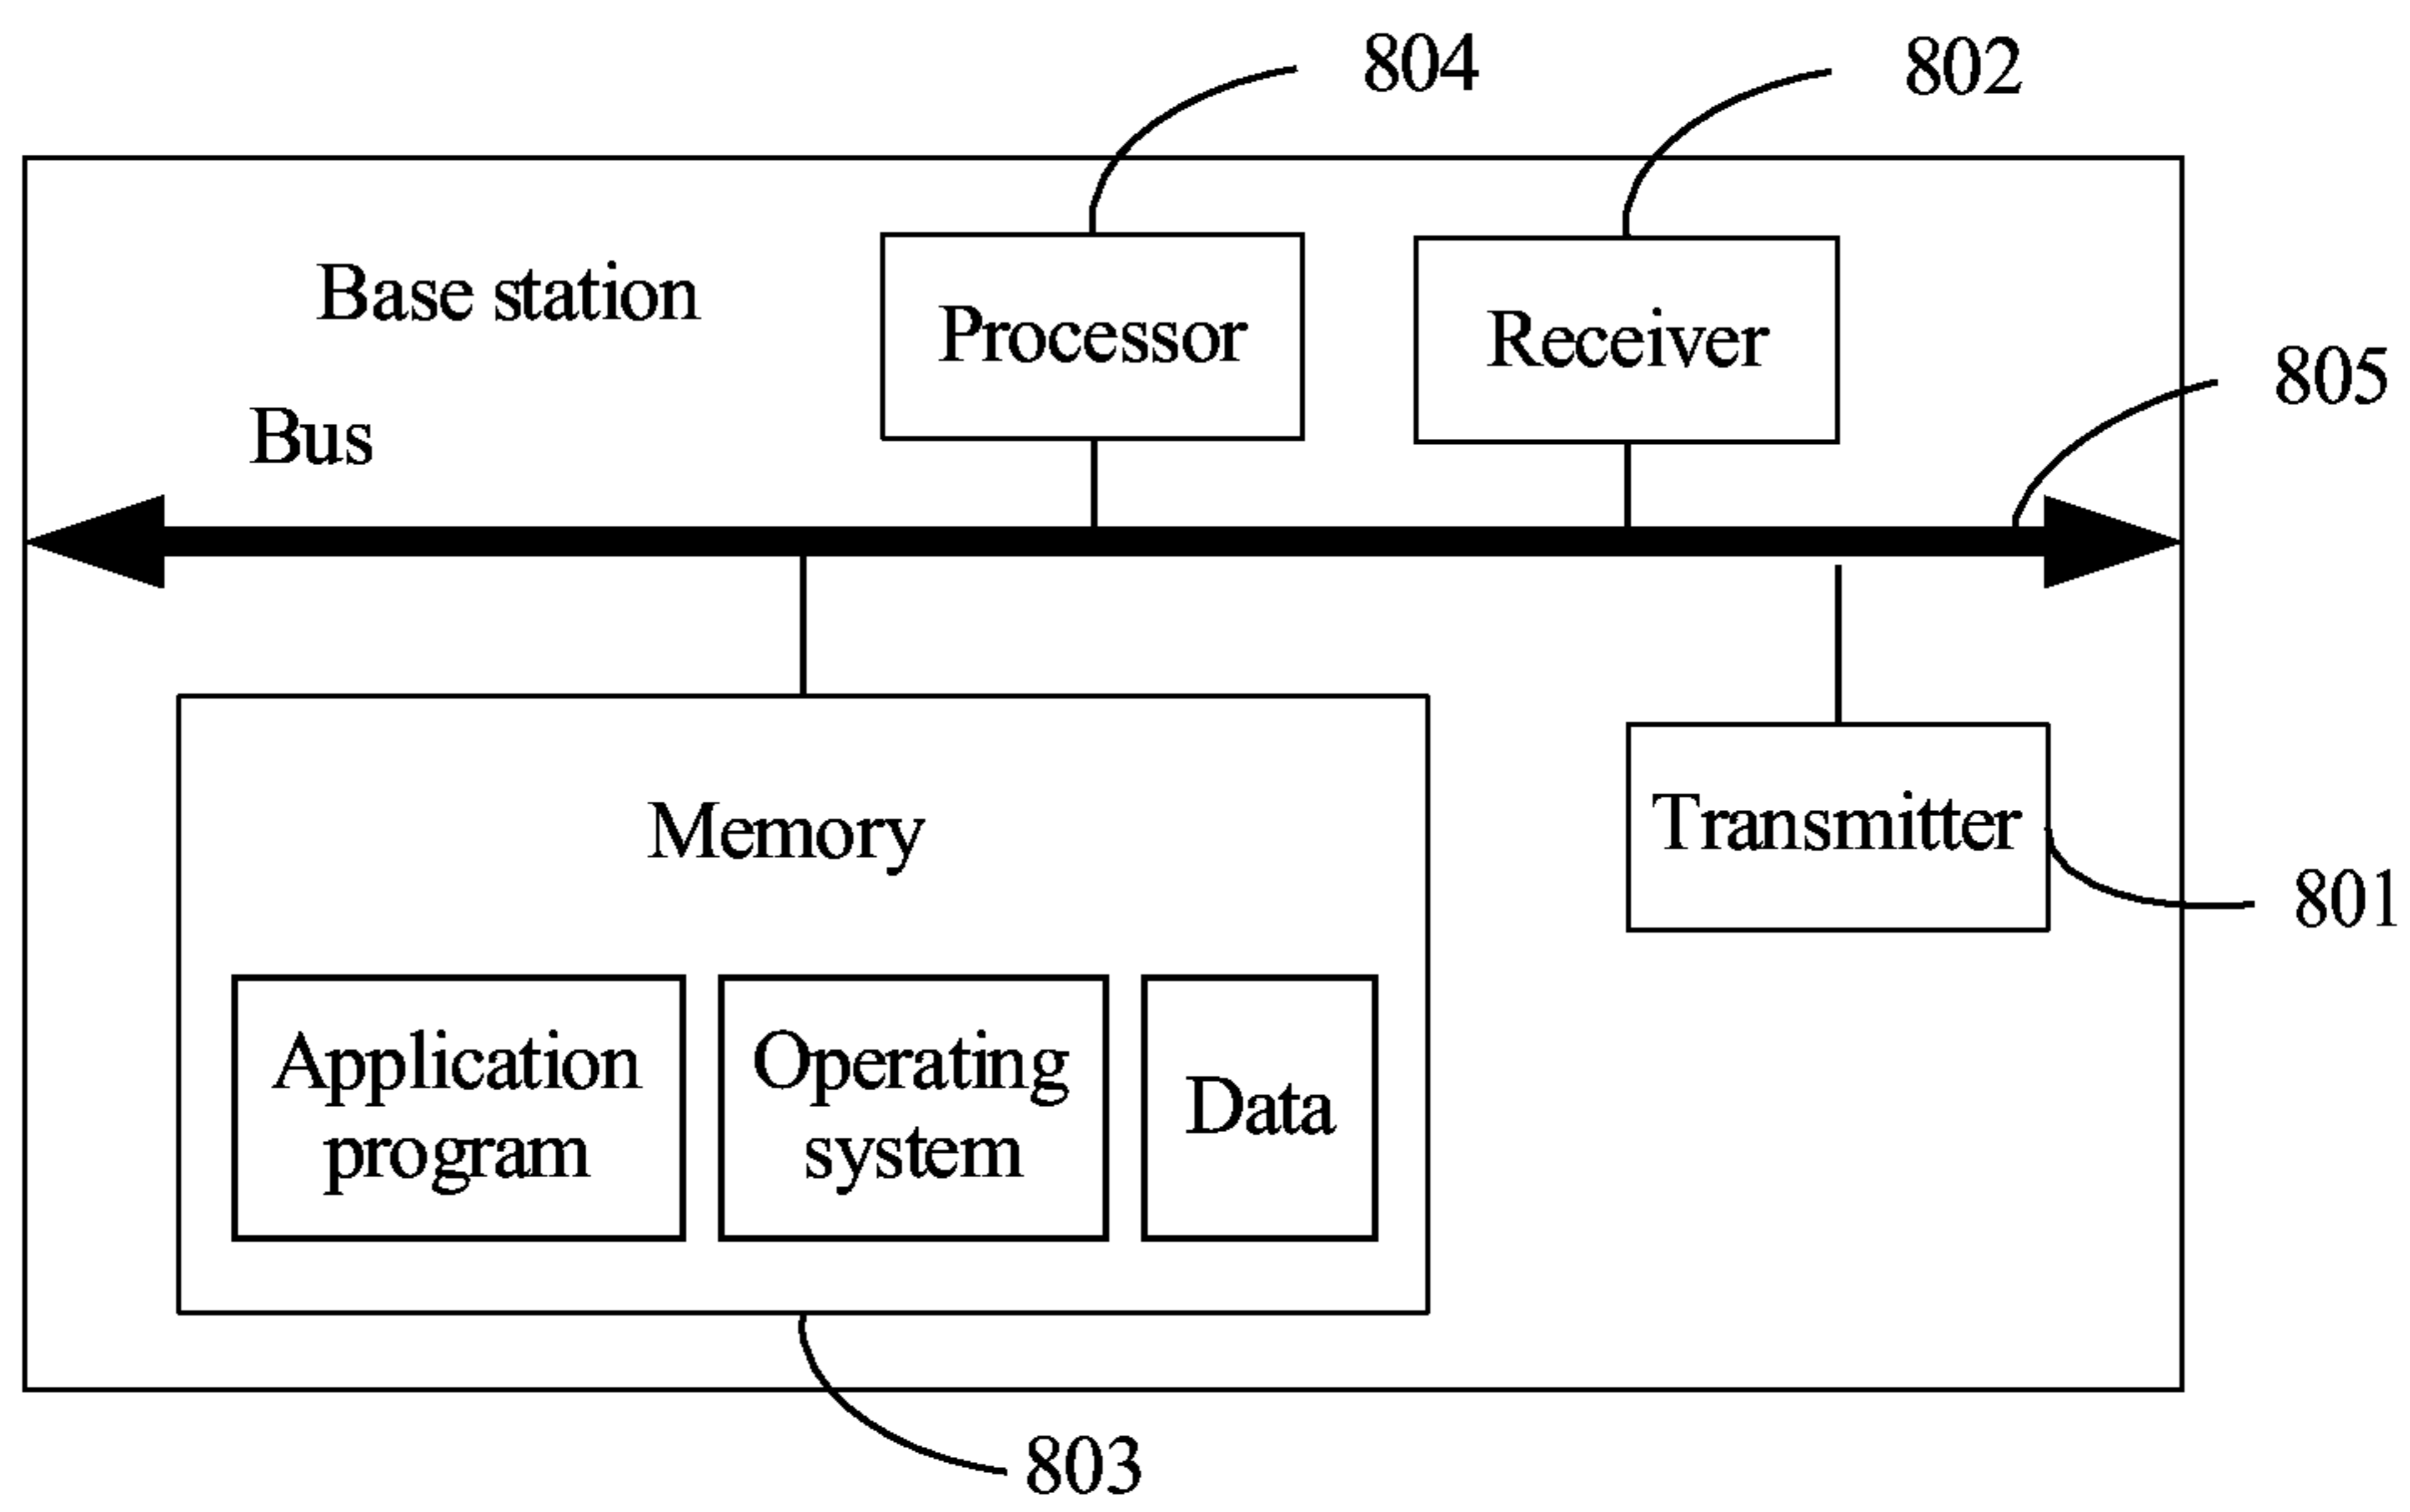 804
802
Base station
Processor
Receiver
805
Bus
Memory
Transmitter
801
Application
program
Operating
system
Data
803